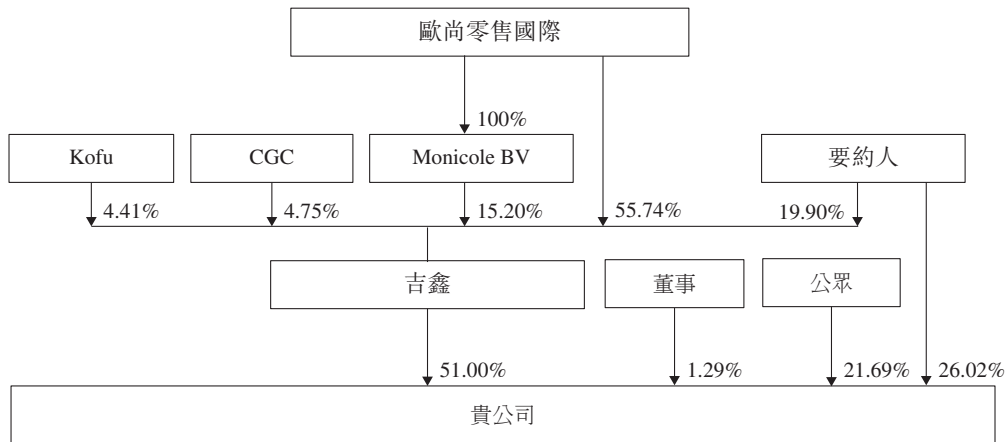 歐尚零售國際
100%
Kofu
CGC
Monicole BV
要約人
4.41%
4.75%
15.20%
55.74%
19.90%
吉鑫
董事
公眾
51.00%
1.29%
21.69%
26.02%
貴公司